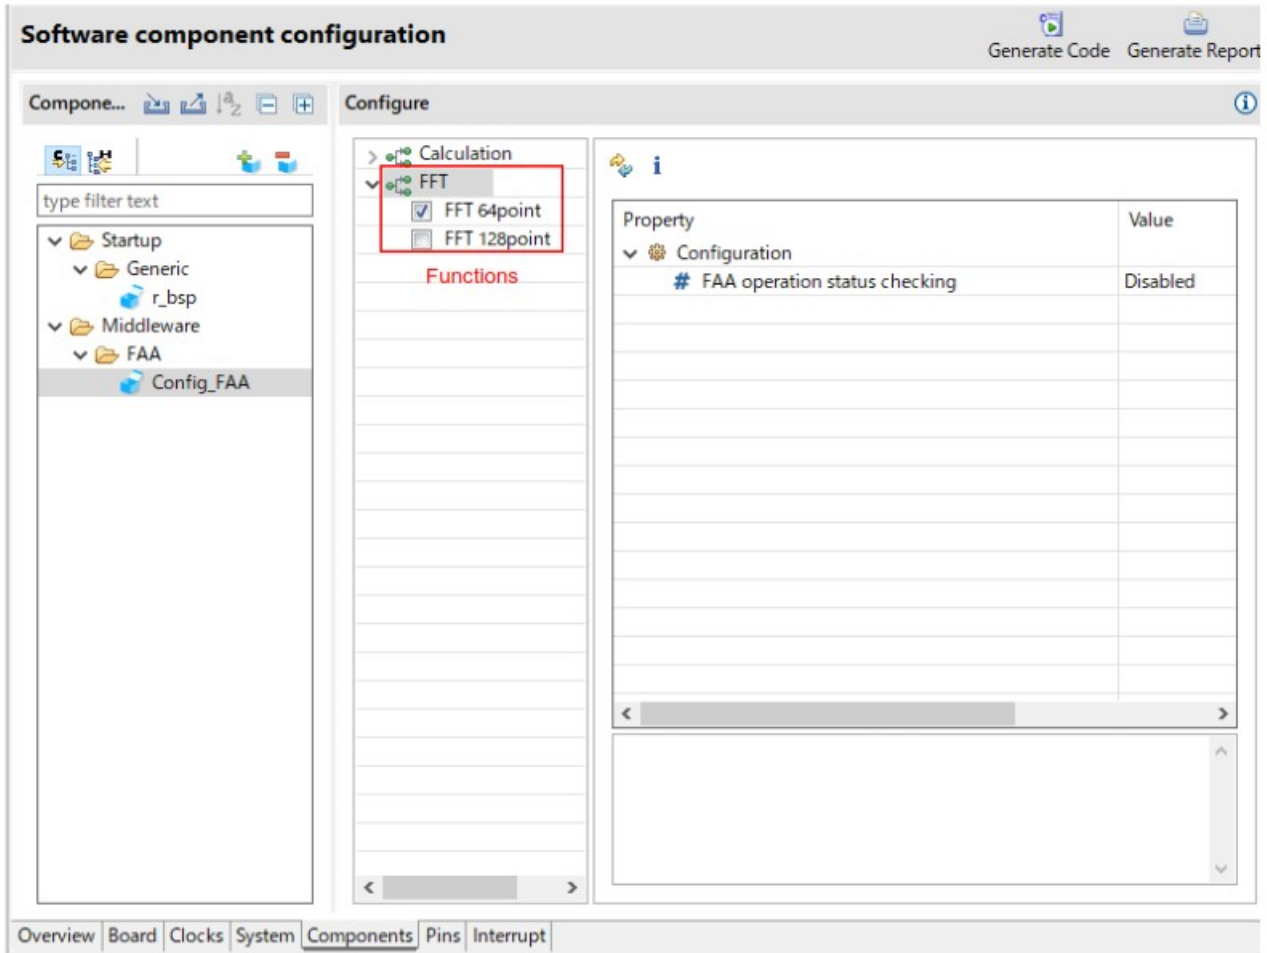 Software component configuration
Generate Code Generate Report
Compone...
Configure
type filter text
Startup
Generic
r_bsp
Middleware
FAA
Config_FAA
Calculation
FFT
FFT 64point
FFT 128point
Functions
Property Value
Configuration
# FAA operation status checking Disabled
Overview Board Clocks System Components Pins Interrupt